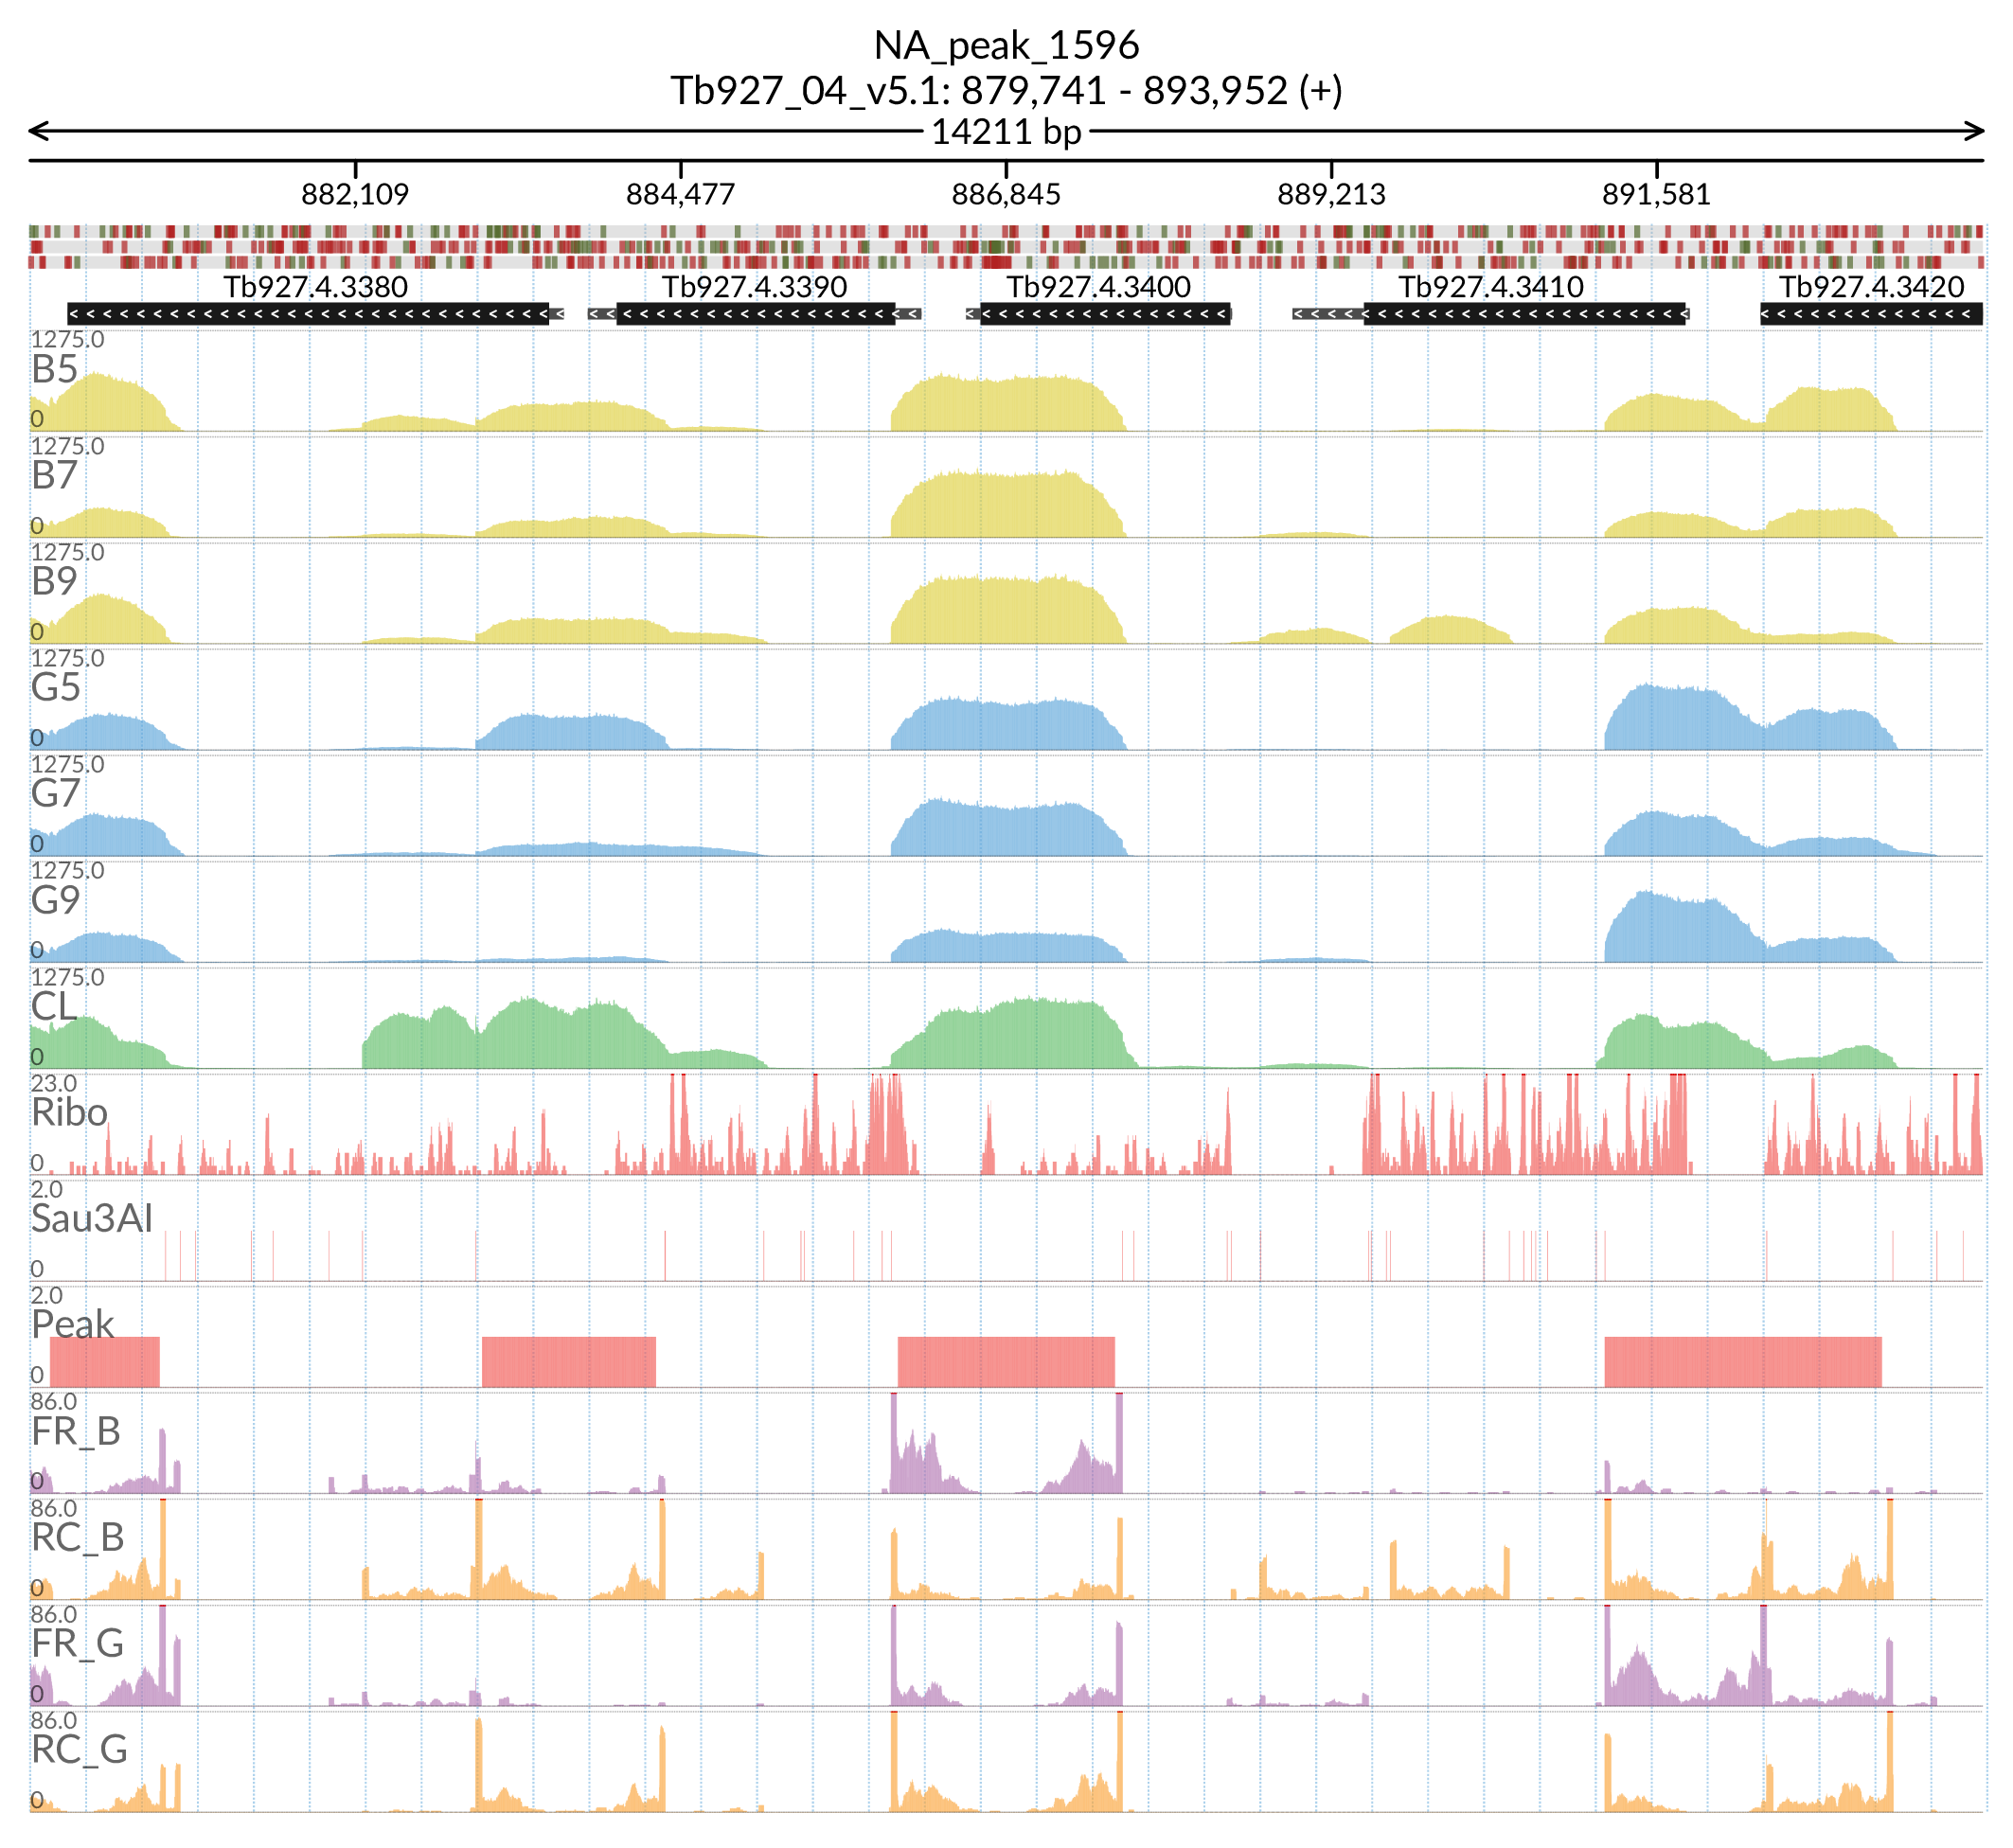 NA_peak_1596
Tb927_04_v5.1: 879,741 - 893,952 (+)
14211 bp
882,109 884,477 886,845 889,213 891,581
Tb927.4.3380 Tb927.4.3390 Tb927.4.3400 Tb927.4.3410 Tb927.4.3420
1275.0
B5
0
1275.0
B7
0
1275.0
B9
0
1275.0
G5
0
1275.0
G7
0
1275.0
G9
0
1275.0
CL
0
23.0
Ribo
0
2.0
Sau3AI
0
2.0
Peak
0
86.0
FR_B
0
86.0
RC_B
0
86.0
FR_G
0
86.0
RC_G
0